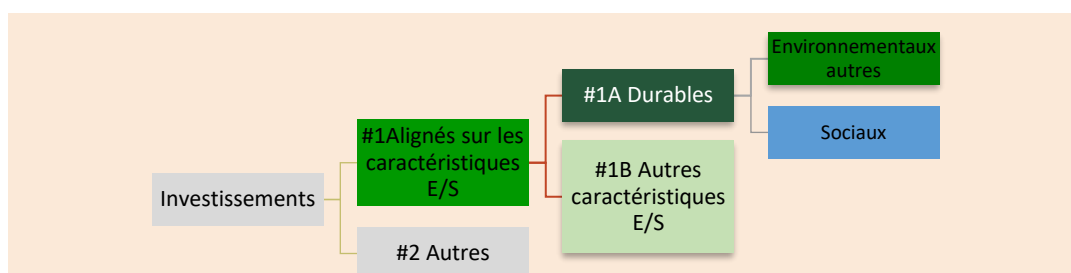 Investissements
#1Alignés sur les
caractéristiques
E/S
#2 Autres
#1A Durables
#1B Autres
caractéristiques
E/S
Environnementaux
autres
Sociaux